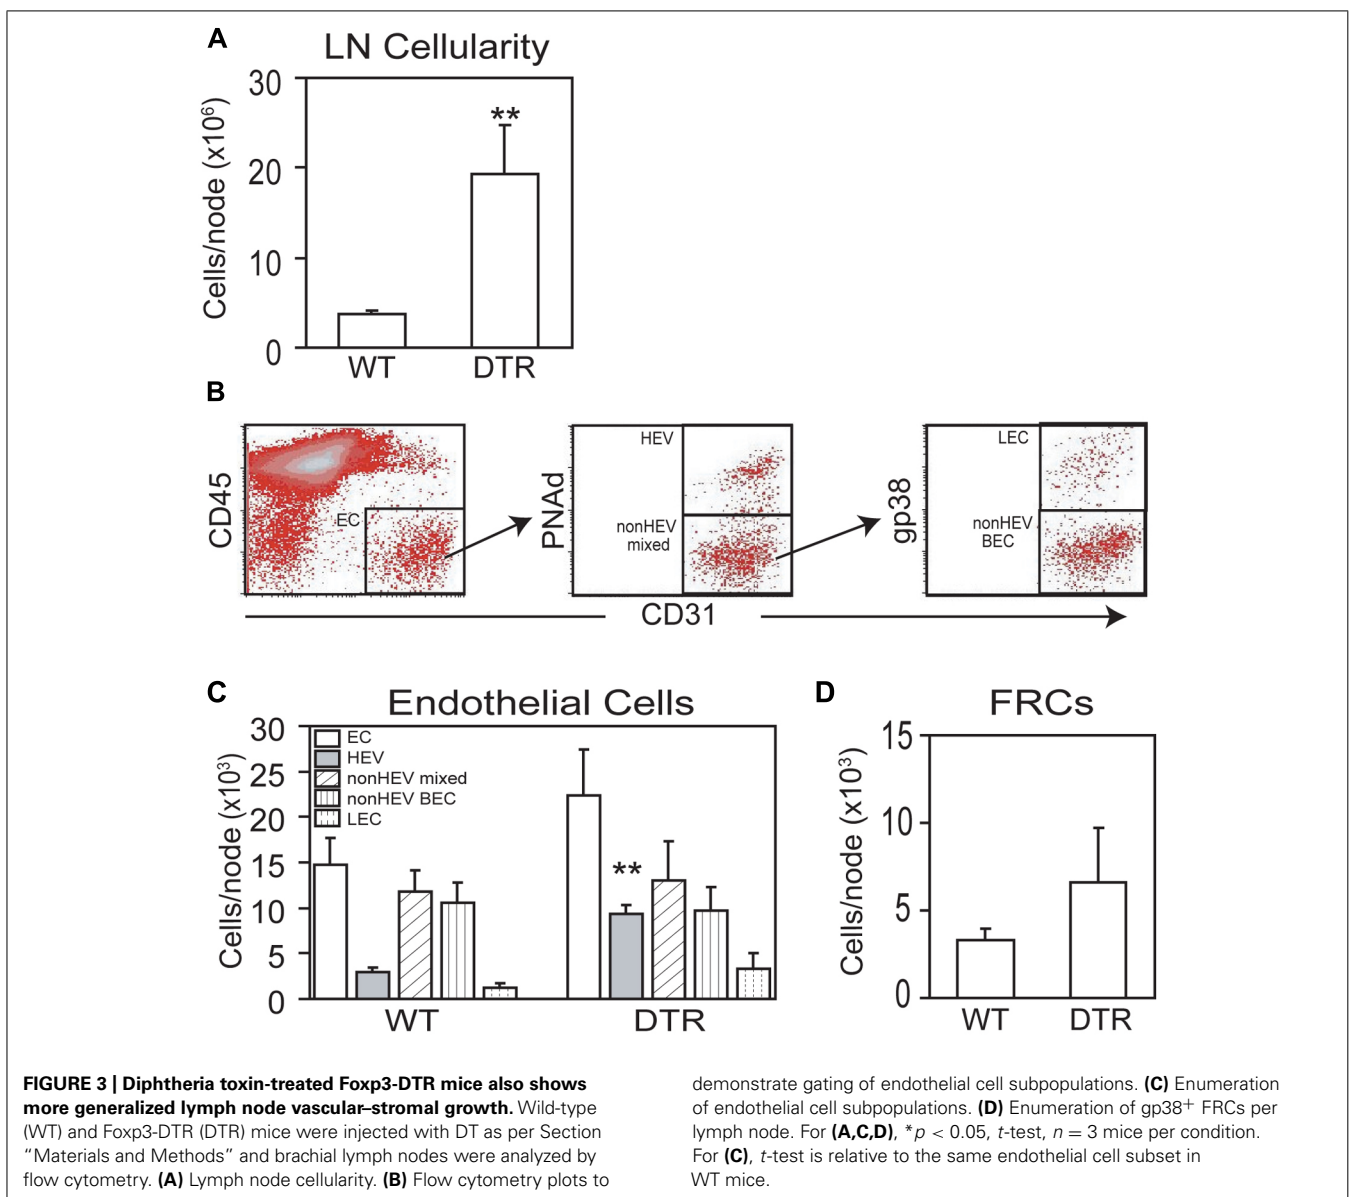 A
LN Cellularity
Cells/node (x10⁶)
30
20
10
0
**
WT
DTR
B
CD45
EC
PNAd
HEV
nonHEV
mixed
gp38
LEC
nonHEV
BEC
CD31
C
Endothelial Cells
Cells/node (x10³)
30
25
20
15
10
5
0
EC
HEV
nonHEV mixed
nonHEV BEC
LEC
**
WT
DTR
D
FRCs
Cells/node (x10³)
15
10
5
0
WT
DTR
FIGURE 3 | Diphtheria toxin-treated Foxp3-DTR mice also shows
more generalized lymph node vascular–stromal growth. Wild-type
(WT) and Foxp3-DTR (DTR) mice were injected with DT as per Section
“Materials and Methods” and brachial lymph nodes were analyzed by
flow cytometry. (A) Lymph node cellularity. (B) Flow cytometry plots to
demonstrate gating of endothelial cell subpopulations. (C) Enumeration
of endothelial cell subpopulations. (D) Enumeration of gp38⁺ FRCs per
lymph node. For (A,C,D), *p < 0.05, t-test, n = 3 mice per condition.
For (C), t-test is relative to the same endothelial cell subset in
WT mice.